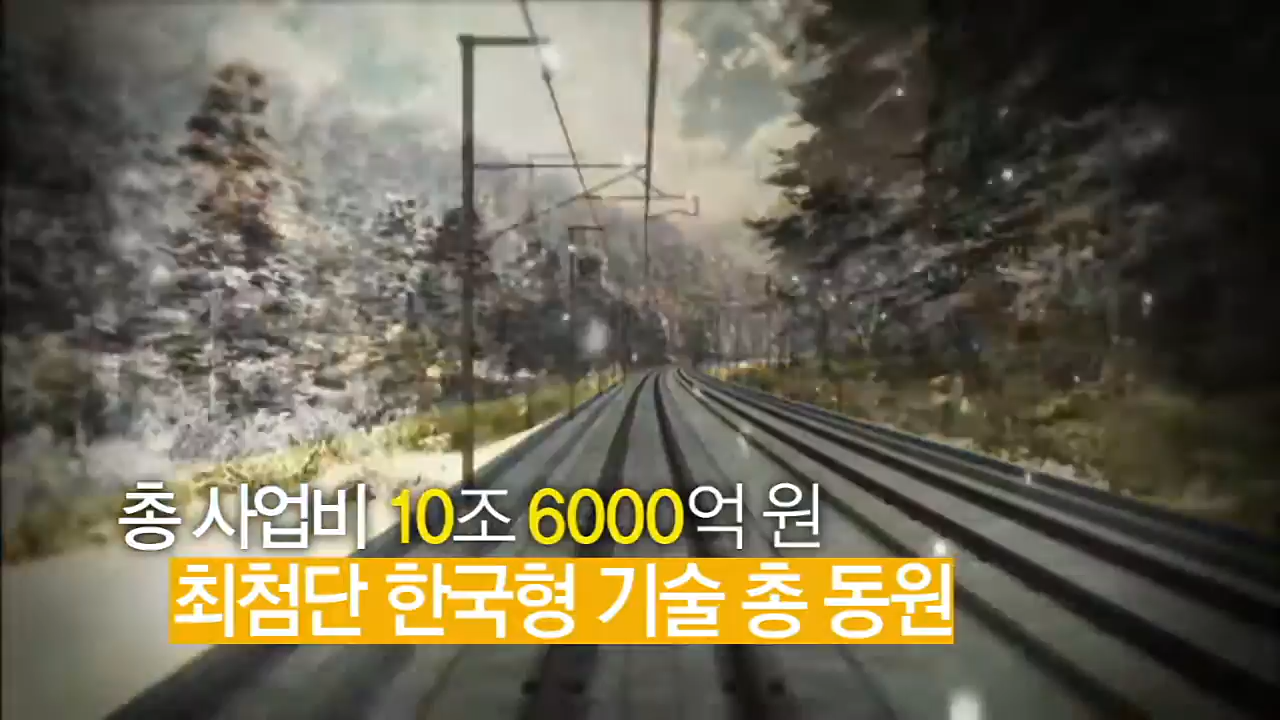 총 사업비 10조 6000억 원
최첨단 한국형 기술 총 동원